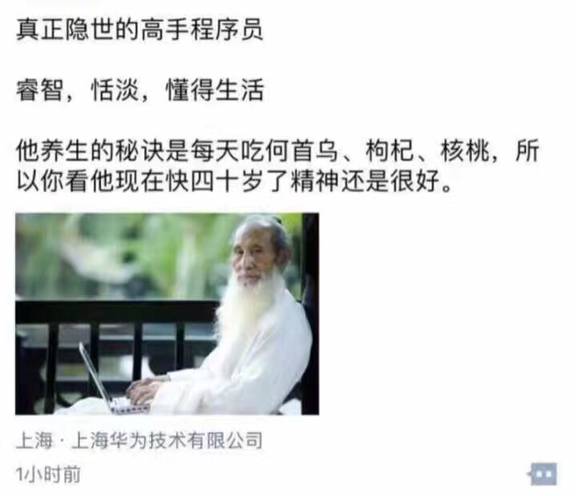 真正隐世的高手程序员
睿智，恬淡，懂得生活
他养生的秘诀是每天吃何首乌、枸杞、核桃，所
以你看他现在快四十岁了精神还是很好。
上海 · 上海华为技术有限公司
1小时前